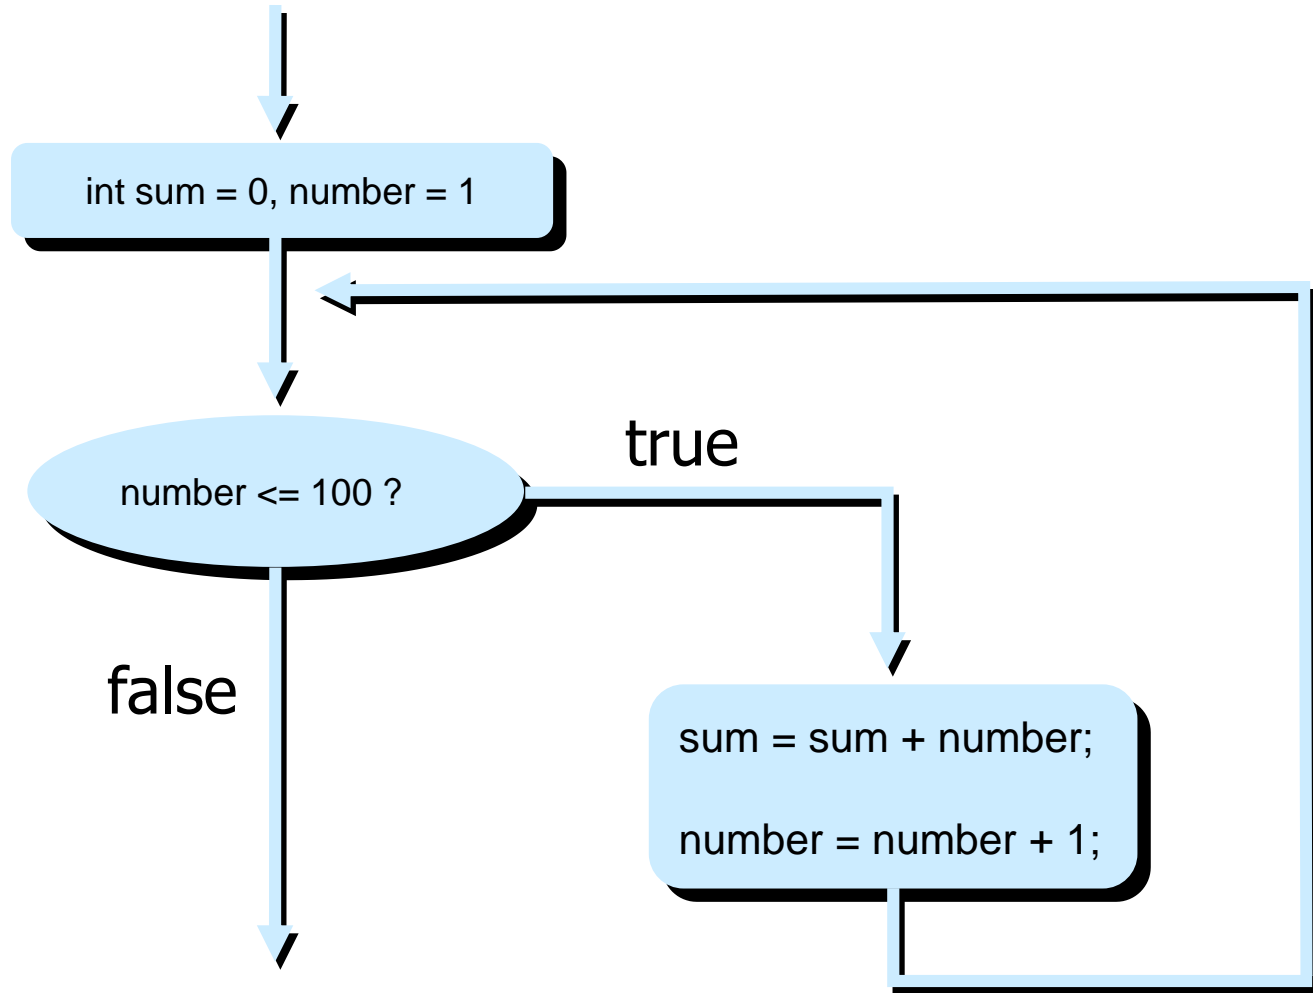 int sum = 0, number = 1
true
number <= 100 ?
false
sum = sum + number;
number = number + 1;